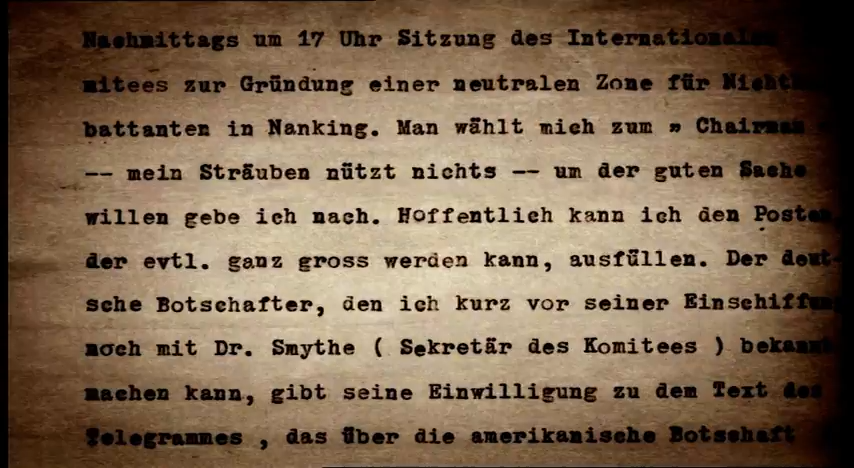 Nachmittags um 17 Uhr Sitzung des Internationalen
mitees zur Gründung einer neutralen Zone für
battanten in Nanking. Man wählt mich zum " Chairman
-- mein Sträuben nützt nichts -- um der guten Sache
willen gebe ich nach. Hoffentlich kann ich den Posten,
der evtl. ganz gross werden kann, ausfüllen. Der deut-
sche Botschafter, den ich kurz vor seiner Einschiffung
noch mit Dr. Smythe ( Sekretär des Komitees ) bekannt
machen kann, gibt seine Einwilligung zu dem Text des
Telegrammes , das über die amerikanische Botschaft